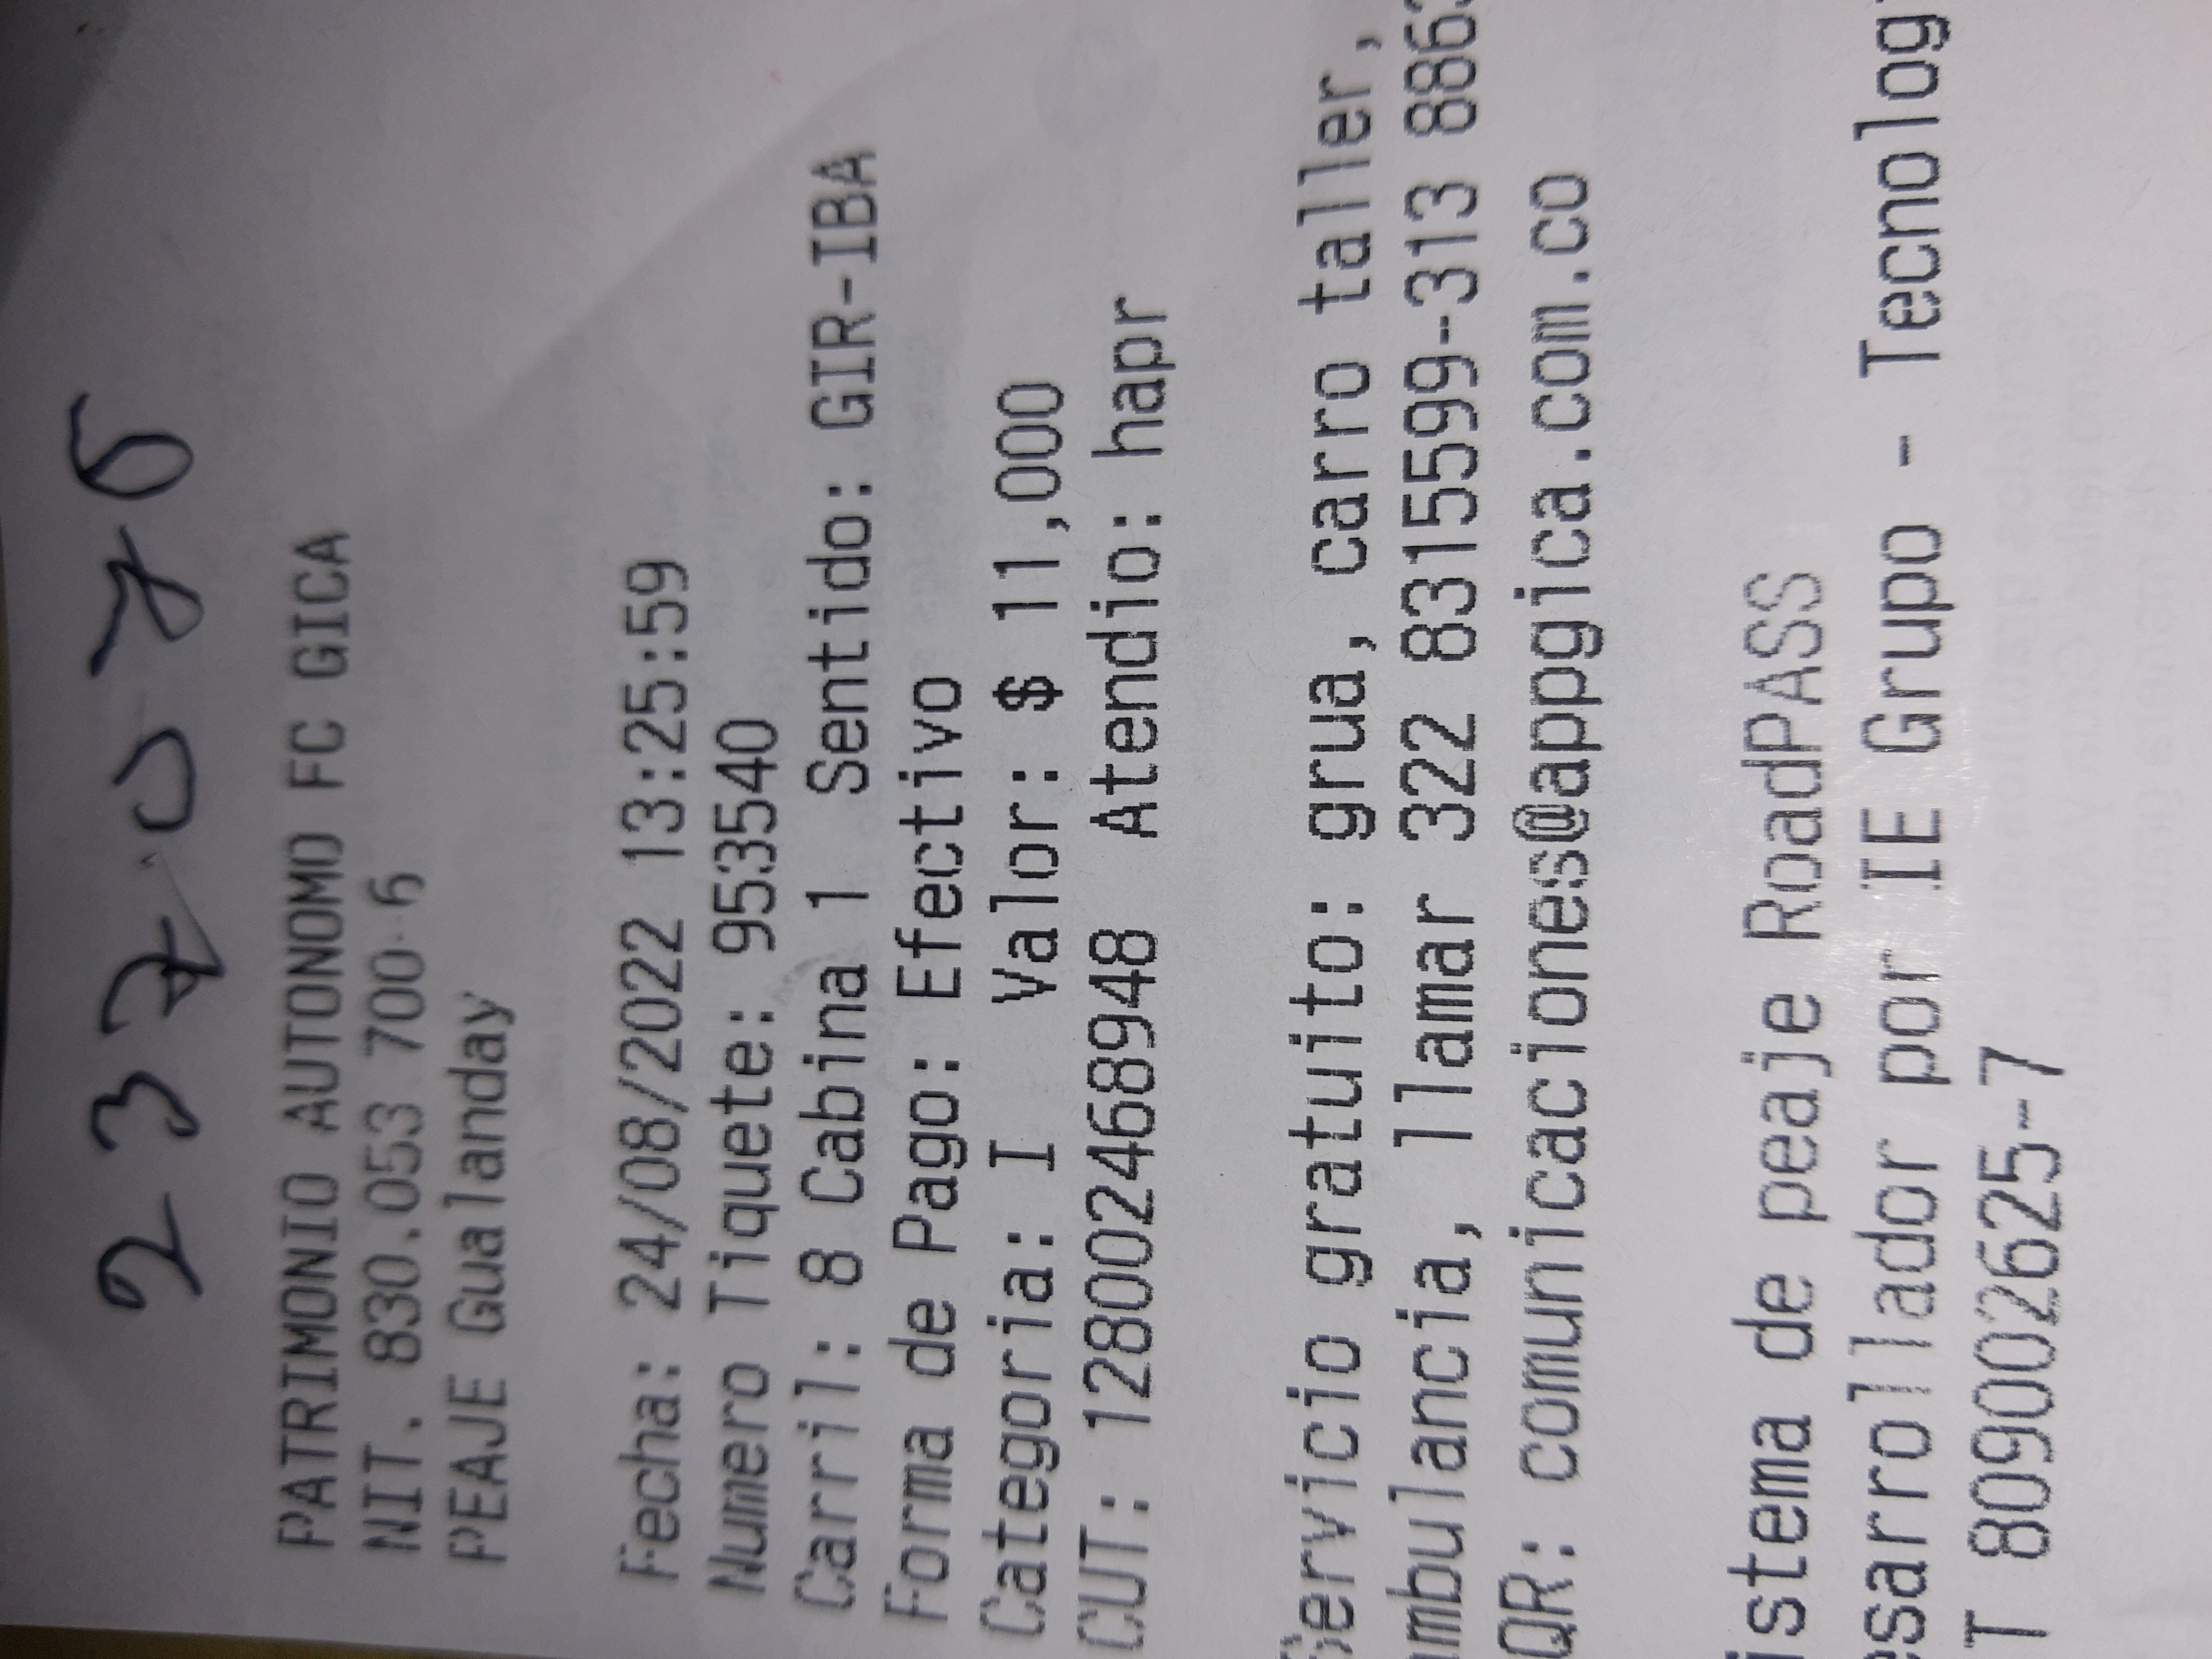 237076
PATRIMONIO AUTONOMO FC GICA
NIT. 830.053 700-6
PEAJE Gualanday
Fecha: 24/08/2022 13:25:59
Numero Tiquete: 953540
Carril: 8 Cabina 1 Sentido: GIR-IBA
Forma de Pago: Efectivo
Categoria: I Valor: $ 11,000
CUT: 128002468948 Atendio: hapr
Servicio gratuito: grua, carro taller,
ambulancia, llamar 322 8315599-313 886
QR: comunicaciones@appgica.com.co
istema de peaje RoadPASS
esarrollador por IE Grupo - Tecnolog
T 809002625-7